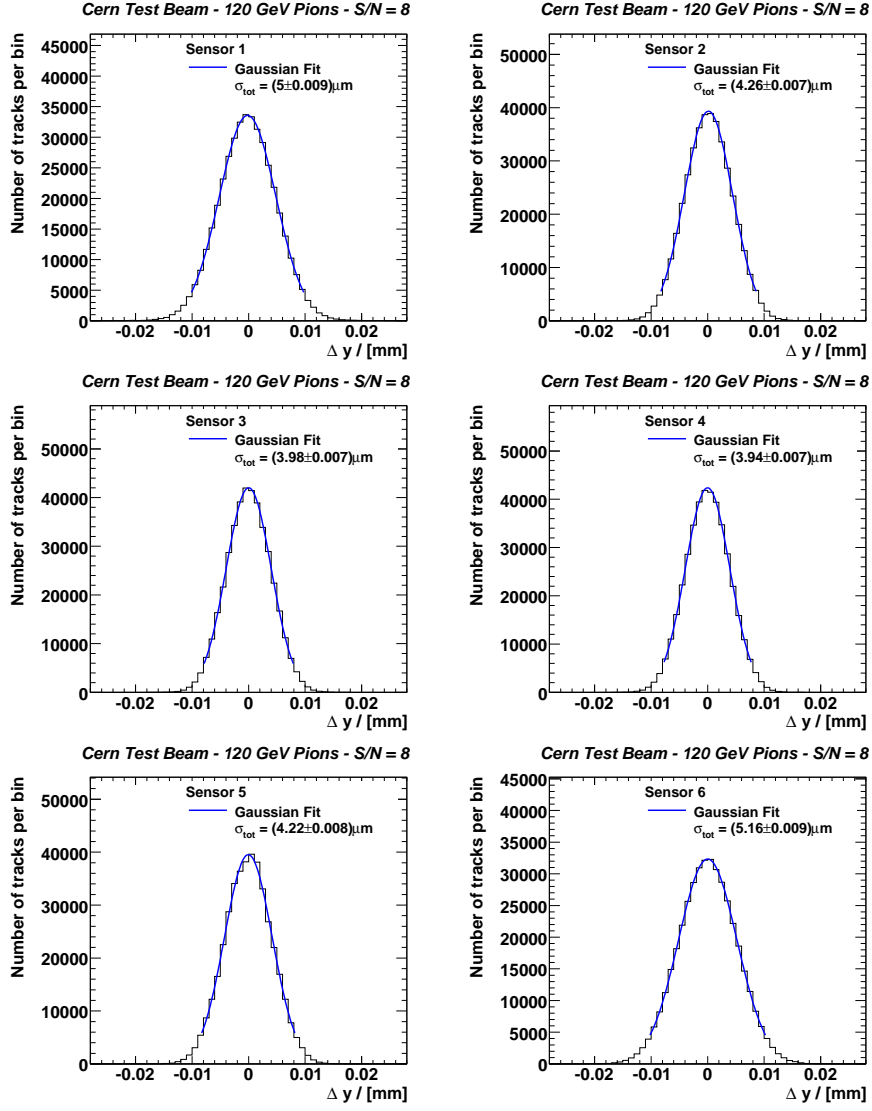 Cern Test Beam - 120 GeV Pions - S/N = 8
Number of tracks per bin
45000
40000
35000
30000
25000
20000
15000
10000
5000
0
Sensor 1
Gaussian Fit
σtot = (5±0.009)μm
-0.02 -0.01 0 0.01 0.02
Δ y / [mm]
Cern Test Beam - 120 GeV Pions - S/N = 8
Number of tracks per bin
50000
40000
30000
20000
10000
0
Sensor 2
Gaussian Fit
σtot = (4.26±0.007)μm
-0.02 -0.01 0 0.01 0.02
Δ y / [mm]
Cern Test Beam - 120 GeV Pions - S/N = 8
Number of tracks per bin
50000
40000
30000
20000
10000
0
Sensor 3
Gaussian Fit
σtot = (3.98±0.007)μm
-0.02 -0.01 0 0.01 0.02
Δ y / [mm]
Cern Test Beam - 120 GeV Pions - S/N = 8
Number of tracks per bin
50000
40000
30000
20000
10000
0
Sensor 4
Gaussian Fit
σtot = (3.94±0.007)μm
-0.02 -0.01 0 0.01 0.02
Δ y / [mm]
Cern Test Beam - 120 GeV Pions - S/N = 8
Number of tracks per bin
50000
40000
30000
20000
10000
0
Sensor 5
Gaussian Fit
σtot = (4.22±0.008)μm
-0.02 -0.01 0 0.01 0.02
Δ y / [mm]
Cern Test Beam - 120 GeV Pions - S/N = 8
Number of tracks per bin
45000
40000
35000
30000
25000
20000
15000
10000
5000
0
Sensor 6
Gaussian Fit
σtot = (5.16±0.009)μm
-0.02 -0.01 0 0.01 0.02
Δ y / [mm]